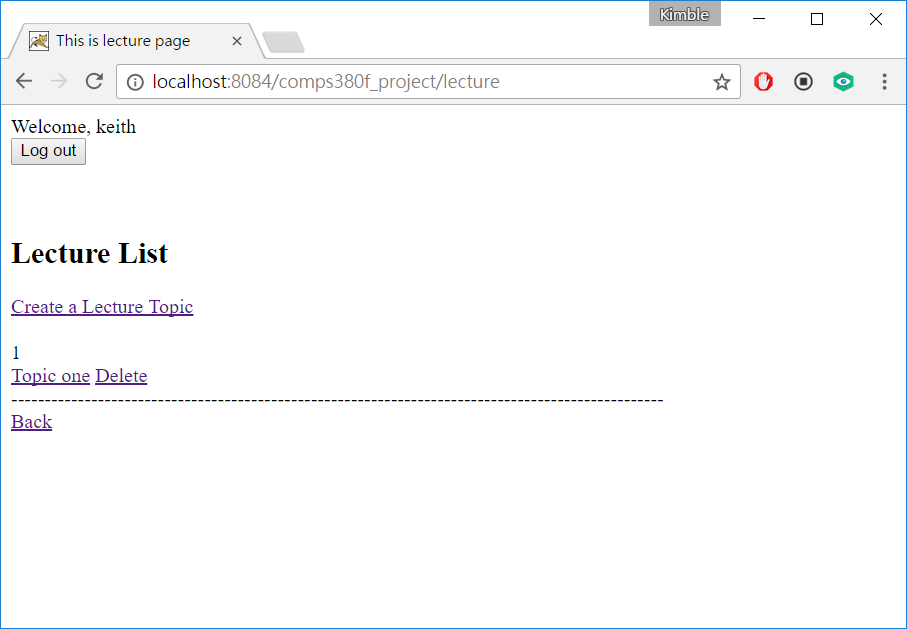 Kimble
This is lecture page
localhost:8084/comps380f_project/lecture
Welcome, keith
Log out
Lecture List
Create a Lecture Topic
1
Topic one Delete
--------------------------------------------------------------------------------------------------
Back